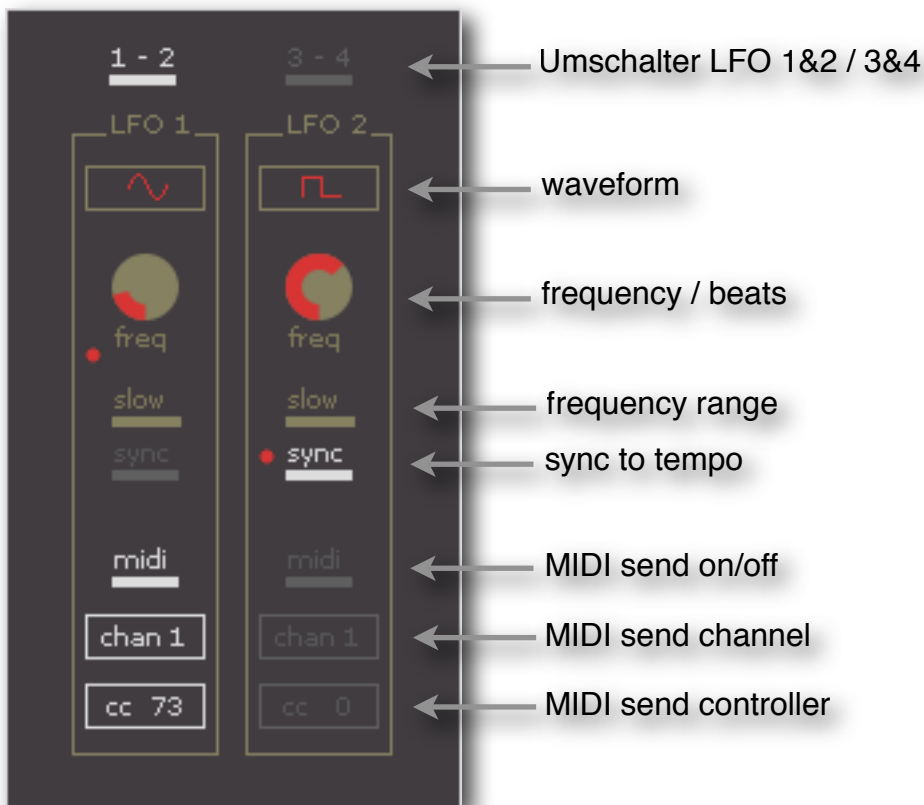 1 - 2 3 - 4 Umschalter LFO 1&2 / 3&4
LFO 1 LFO 2
waveform
frequency / beats
freq freq
slow slow frequency range
sync sync sync to tempo
midi midi MIDI send on/off
chan 1 chan 1 MIDI send channel
cc 73 cc 0 MIDI send controller